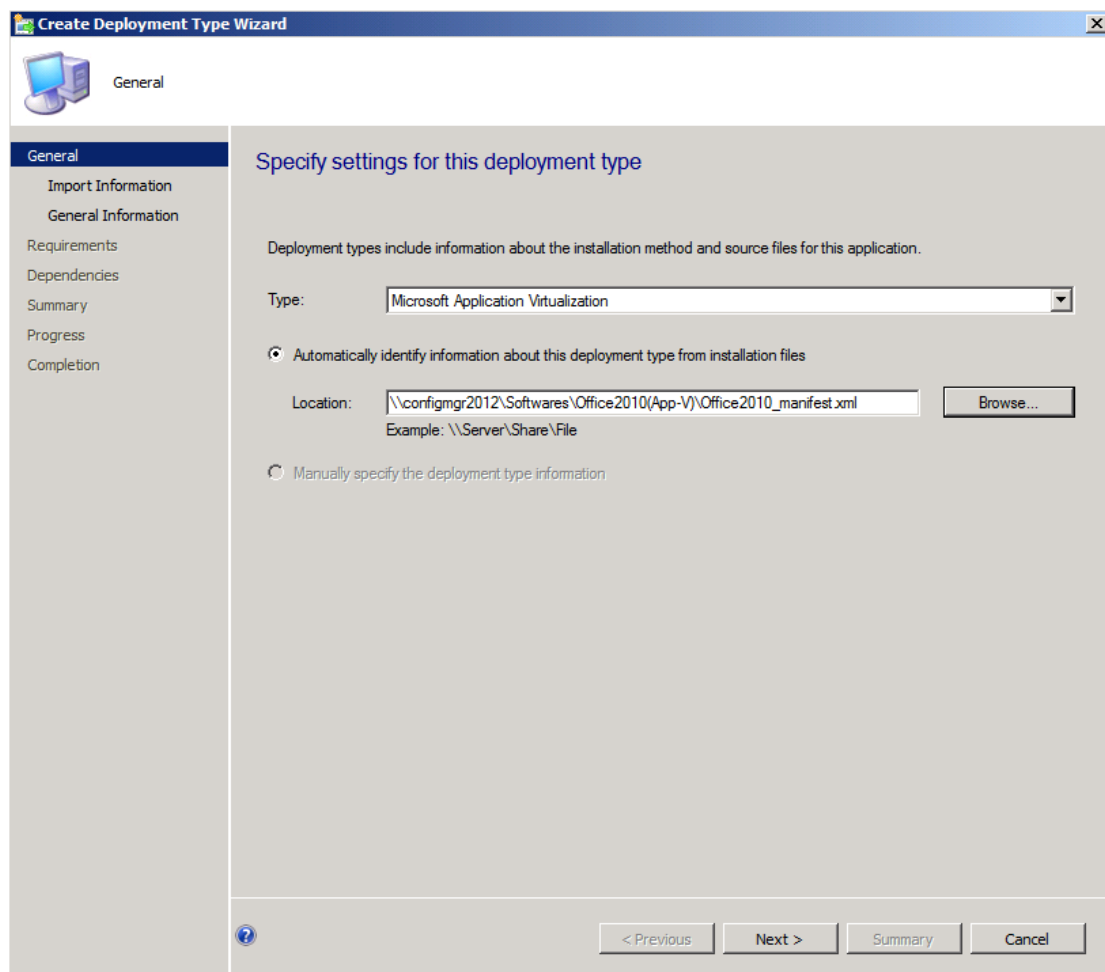 Create Deployment Type Wizard
General
General
Import Information
General Information
Requirements
Dependencies
Summary
Progress
Completion
Specify settings for this deployment type
Deployment types include information about the installation method and source files for this application.
Type: Microsoft Application Virtualization
Automatically identify information about this deployment type from installation files
Location: \\configmgr2012\Softwares\Office2010(App-V)\Office2010_manifest.xml Browse...
Example: \\Server\Share\File
Manually specify the deployment type information
< Previous Next > Summary Cancel